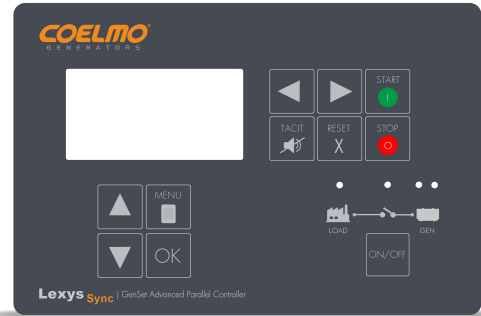 COELMO
GENERATORS
START
I
TACIT
RESET
STOP
X
O
MENU
OK
LOAD
GEN
ON/OFF
Lexys Sync | GenSet Advanced Parallel Controller